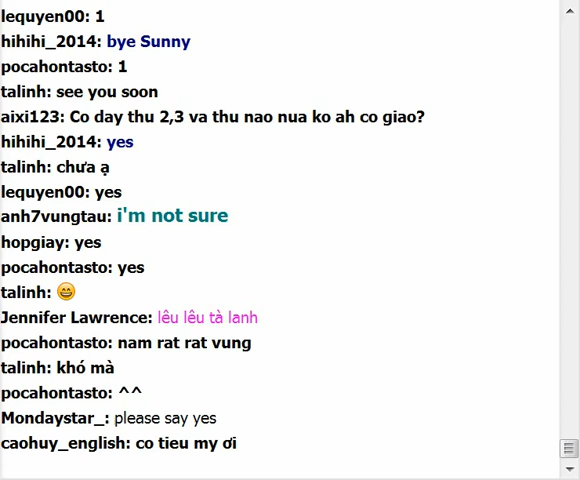 lequyen00: 1
hihihi_2014: bye Sunny
pocahontasto: 1
talinh: see you soon
aixi123: Co day thu 2,3 va thu nao nua ko ah co giao?
hihihi_2014: yes
talinh: chưa ạ
lequyen00: yes
anh7vungtau: i'm not sure
hopgiay: yes
pocahontasto: yes
talinh: 😄
Jennifer Lawrence: lêu lêu tà lanh
pocahontasto: nam rat rat vung
talinh: khó mà
pocahontasto: ^^
Mondaystar_: please say yes
caohuy_english: co tieu my ơi